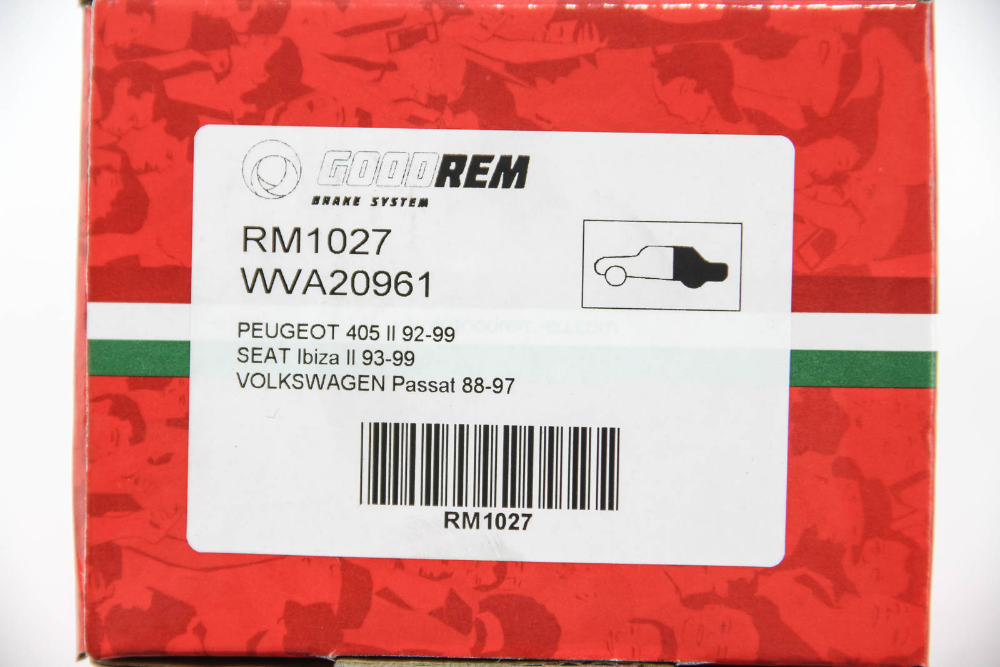 GOODREM
BRAKE SYSTEM
RM1027
WVA20961
PEUGEOT 405 II 92-99
SEAT Ibiza II 93-99
VOLKSWAGEN Passat 88-97
RM1027